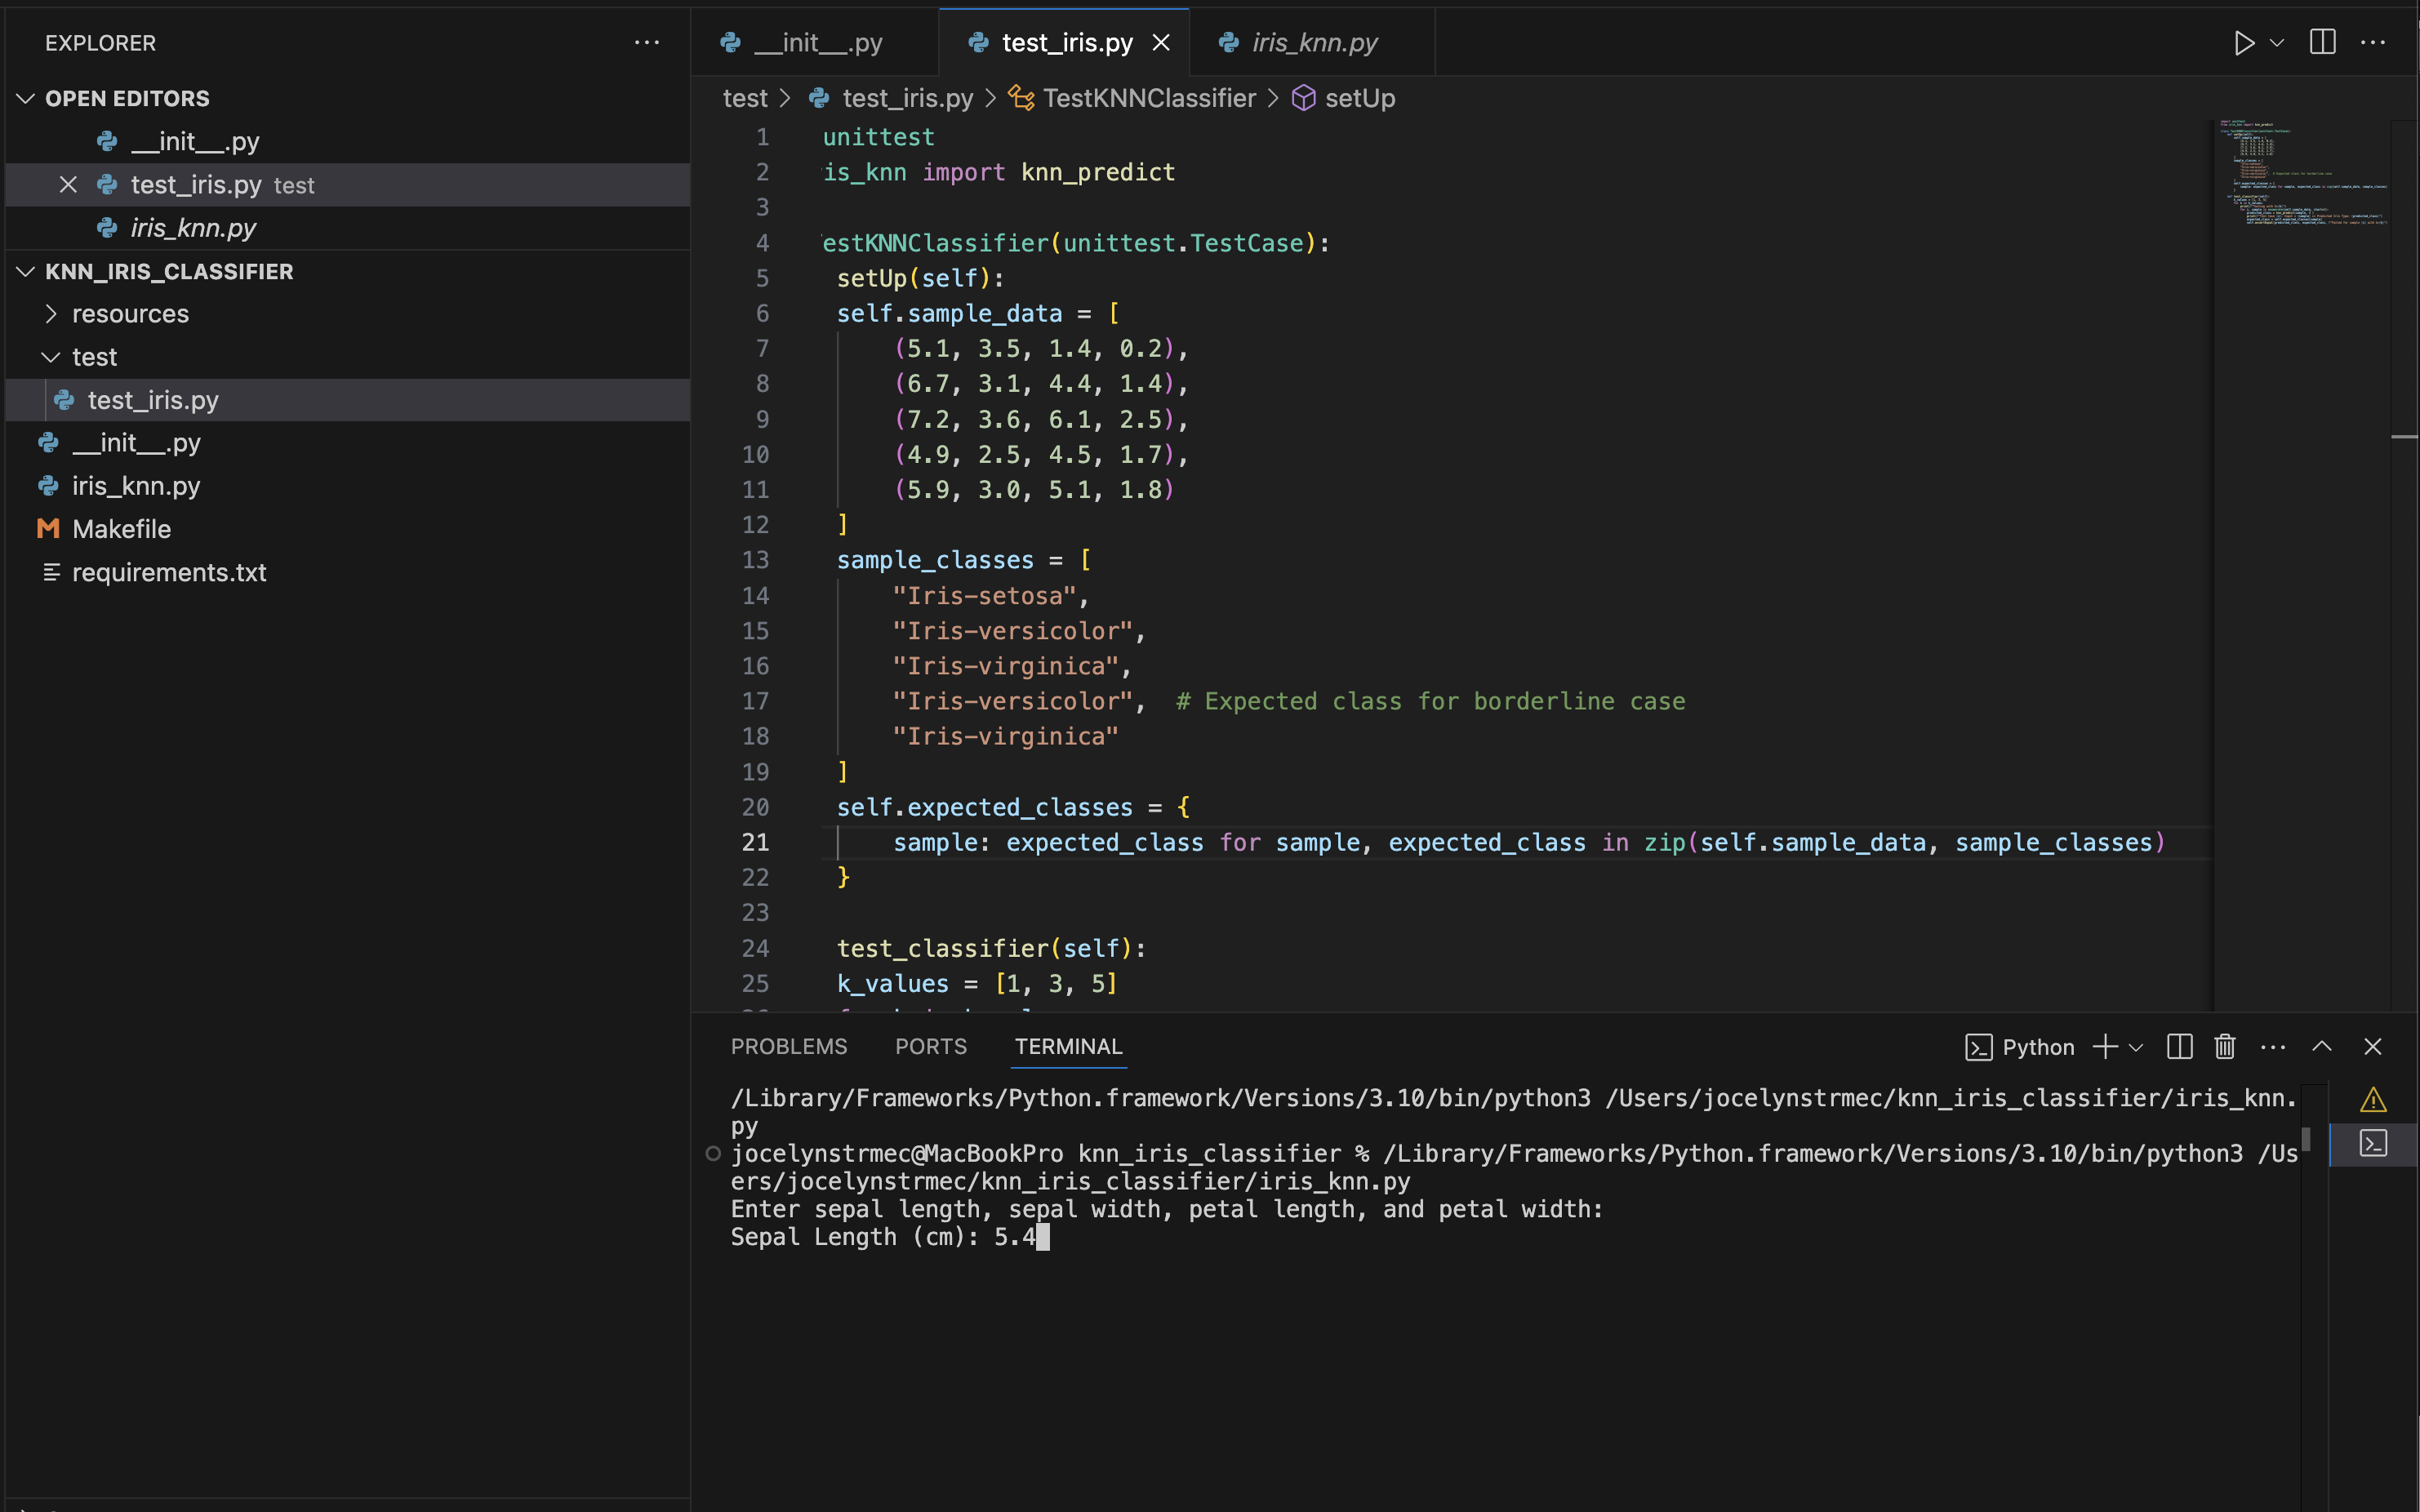 EXPLORER
OPEN EDITORS
__init__.py
test_iris.py test
iris_knn.py
KNN_IRIS_CLASSIFIER
resources
test
test_iris.py
__init__.py
iris_knn.py
Makefile
requirements.txt
__init__.py test_iris.py iris_knn.py
test > test_iris.py > TestKNNClassifier > setUp
1 unittest
2 is_knn import knn_predict
3
4 estKNNClassifier(unittest.TestCase):
5 setUp(self):
6 self.sample_data = [
7 (5.1, 3.5, 1.4, 0.2),
8 (6.7, 3.1, 4.4, 1.4),
9 (7.2, 3.6, 6.1, 2.5),
10 (4.9, 2.5, 4.5, 1.7),
11 (5.9, 3.0, 5.1, 1.8)
12 ]
13 sample_classes = [
14 "Iris-setosa",
15 "Iris-versicolor",
16 "Iris-virginica",
17 "Iris-versicolor", # Expected class for borderline case
18 "Iris-virginica"
19 ]
20 self.expected_classes = {
21 sample: expected_class for sample, expected_class in zip(self.sample_data, sample_classes)
22 }
23
24 test_classifier(self):
25 k_values = [1, 3, 5]
PROBLEMS PORTS TERMINAL
Python
/Library/Frameworks/Python.framework/Versions/3.10/bin/python3 /Users/jocelynstrmec/knn_iris_classifier/iris_knn.
py
jocelynstrmec@MacBookPro knn_iris_classifier % /Library/Frameworks/Python.framework/Versions/3.10/bin/python3 /Us
ers/jocelynstrmec/knn_iris_classifier/iris_knn.py
Enter sepal length, sepal width, petal length, and petal width:
Sepal Length (cm): 5.4